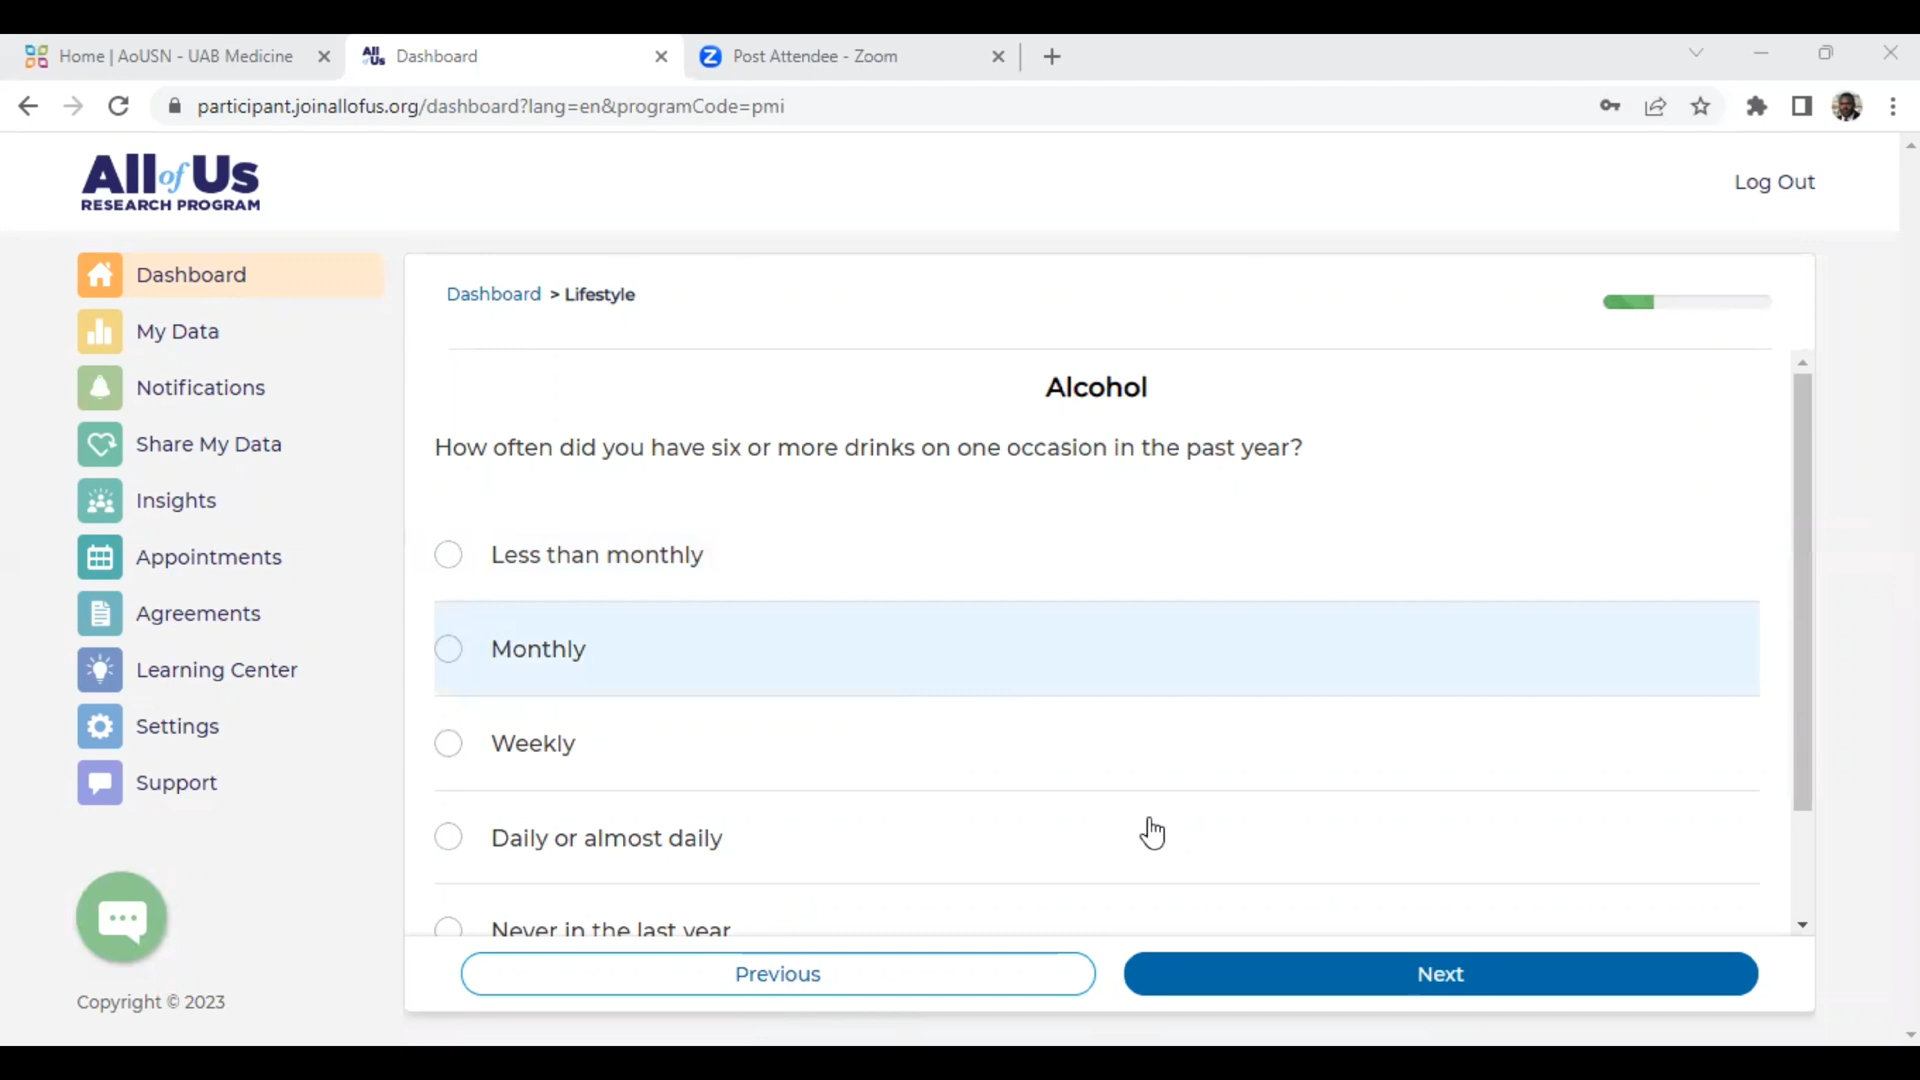 Home | AoUSN - UAB Medicine
Dashboard
Post Attendee - Zoom
participant.joinallofus.org/dashboard?lang=en&programCode=pmi
All of Us
RESEARCH PROGRAM
Log Out
Dashboard
My Data
Notifications
Share My Data
Insights
Appointments
Agreements
Learning Center
Settings
Support
Copyright © 2023
Dashboard > Lifestyle
Alcohol
How often did you have six or more drinks on one occasion in the past year?
Less than monthly
Monthly
Weekly
Daily or almost daily
Never in the last year
Previous
Next